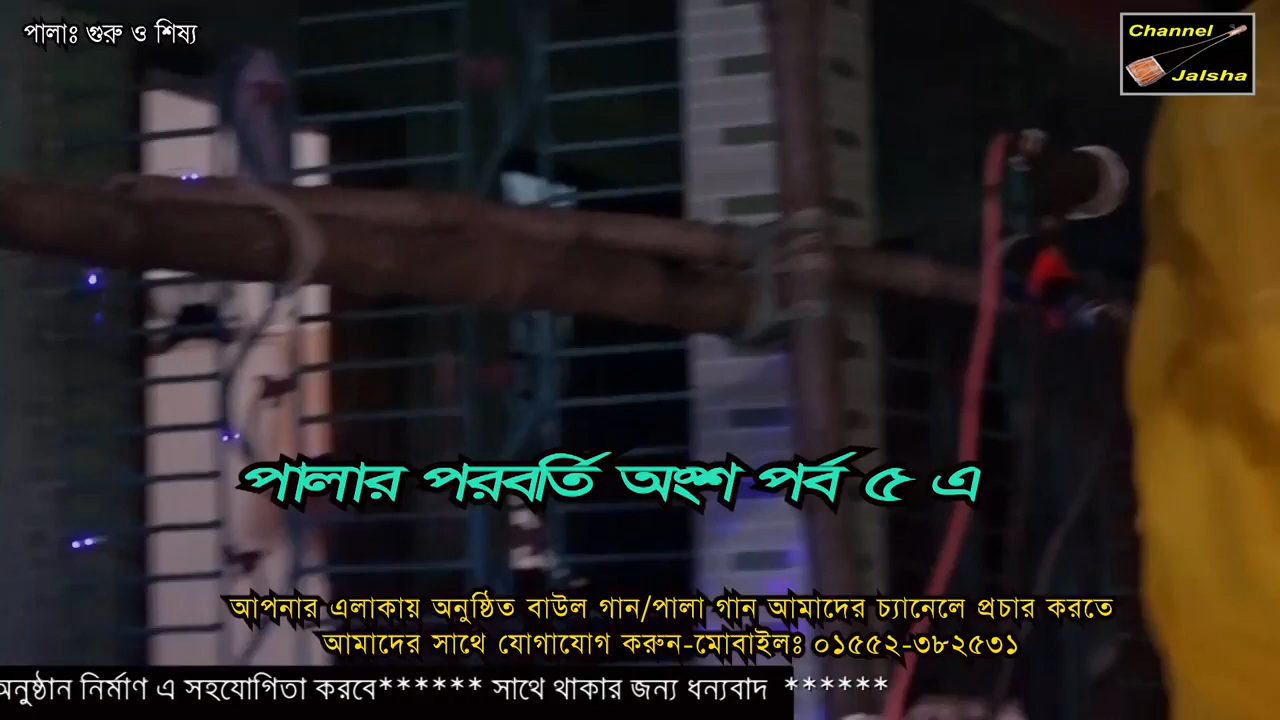 পালাঃ গুরু ও শিষ্য
Channel
Jalsha
পালার পরবর্তি অংশ পর্ব ৫ এ
আপনার এলাকায় অনুষ্ঠিত বাউল গান/পালা গান আমাদের চ্যানেলে প্রচার করতে
আমাদের সাথে যোগাযোগ করুন-মোবাইলঃ ০১৫৫২-৩৮২৫৩১
অনুষ্ঠান নির্মাণ এ সহযোগিতা করবে****** সাথে থাকার জন্য ধন্যবাদ ******